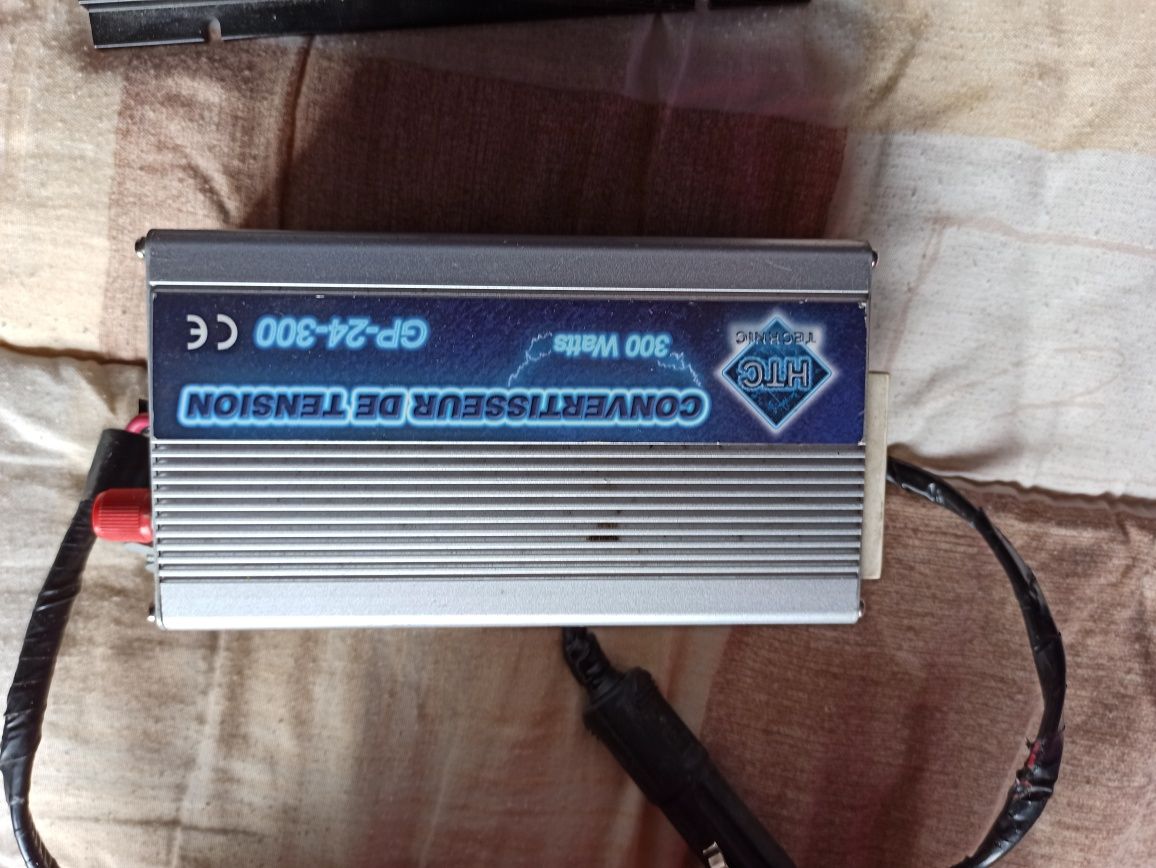 HTC
TECHNIC
CONVERTISSEUR DE TENSION
300 Watts
GP-24-300
CE